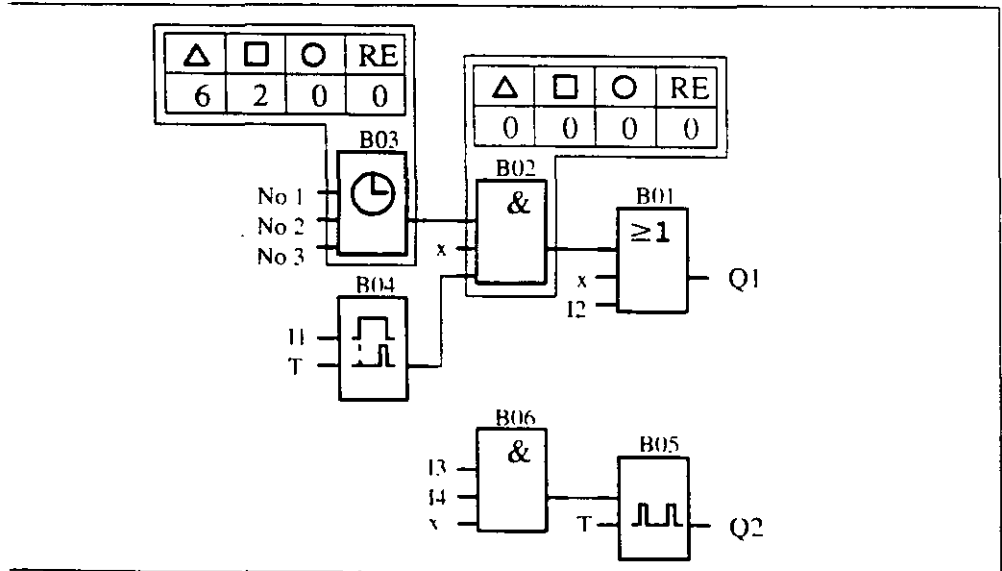 △ □ ○ RE
6 2 0 0
△ □ ○ RE
0 0 0 0
B03
B02
&
B01
≥1
No 1
No 2
No 3
x
x
Q1
I2
B04
I1
T
B06
&
B05
I3
I4
x
T
Q2